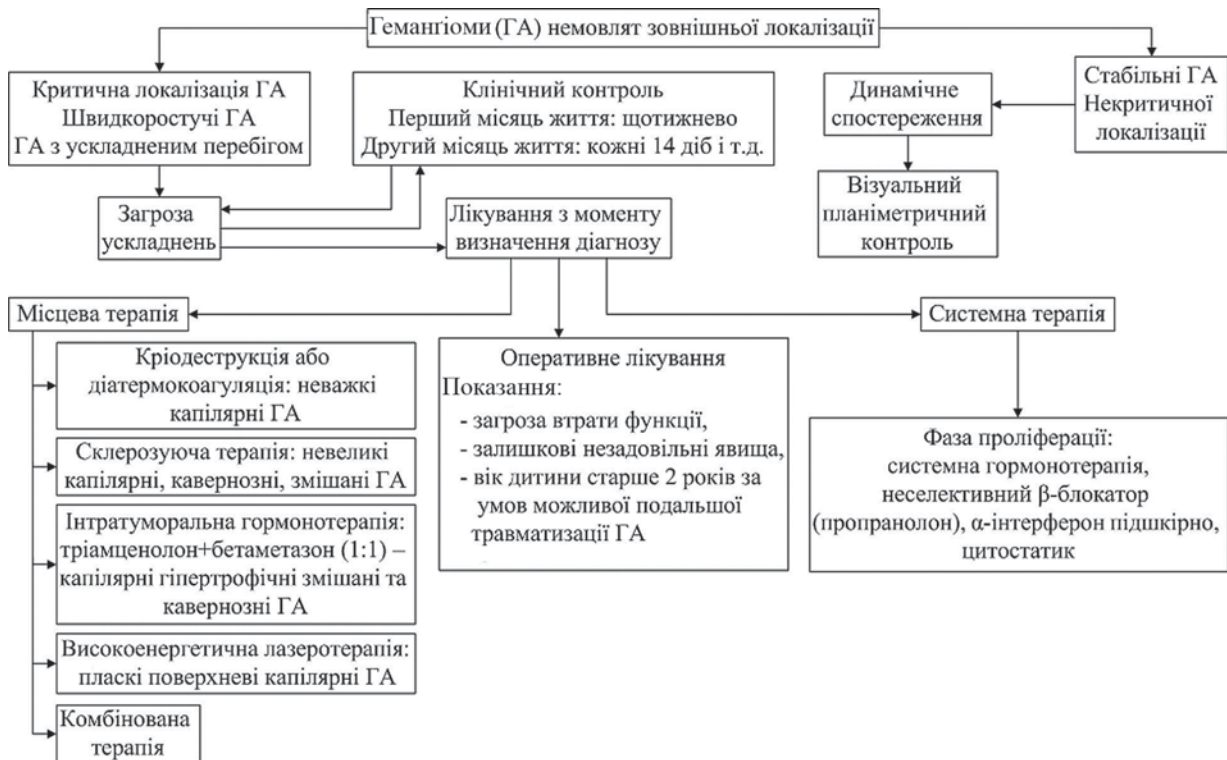 Гемангіоми (ГА) немовлят зовнішньої локалізації
Критична локалізація ГА
Швидкоростучі ГА
ГА з ускладненим перебігом
Клінічний контроль
Перший місяць життя: щотижнево
Другий місяць життя: кожні 14 діб і т.д.
Динамічне
спостереження
Стабільні ГА
Некритичної
локалізації
Загроза
ускладнень
Лікування з моменту
визначення діагнозу
Візуальний
планіметричний
контроль
Місцева терапія
Системна терапія
Кріодеструкція або
діатермокоагуляція: неважкі
капілярні ГА
Склерозуюча терапія: невеликі
капілярні, кавернозні, змішані ГА
Інтратуморальна гормонотерапія:
тріамценолон+бетаметазон (1:1) –
капілярні гіпертрофічні змішані та
кавернозні ГА
Високоенергетична лазеротерапія:
пласкі поверхневі капілярні ГА
Комбінована
терапія
Оперативне лікування
Показання:
- загроза втрати функції,
- залишкові незадовільні явища,
- вік дитини старше 2 років за
умов можливої подальшої
травматизації ГА
Фаза проліферації:
системна гормонотерапія,
неселективний β-блокатор
(пропранолон), α-інтерферон підшкірно,
цитостатик